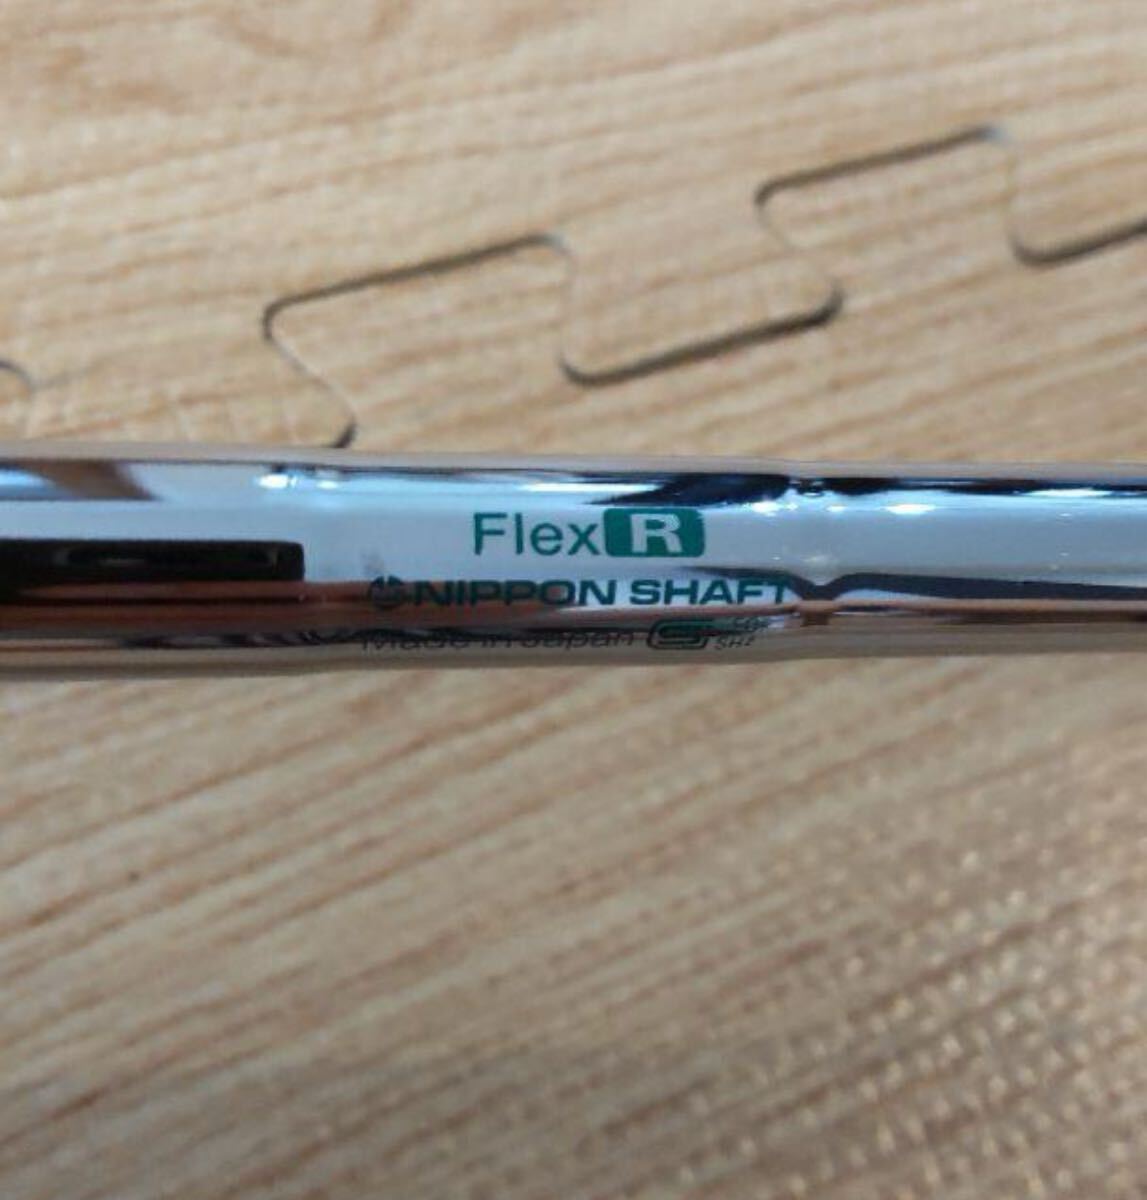 Flex R
NIPPON SHAFT
Made in Japan